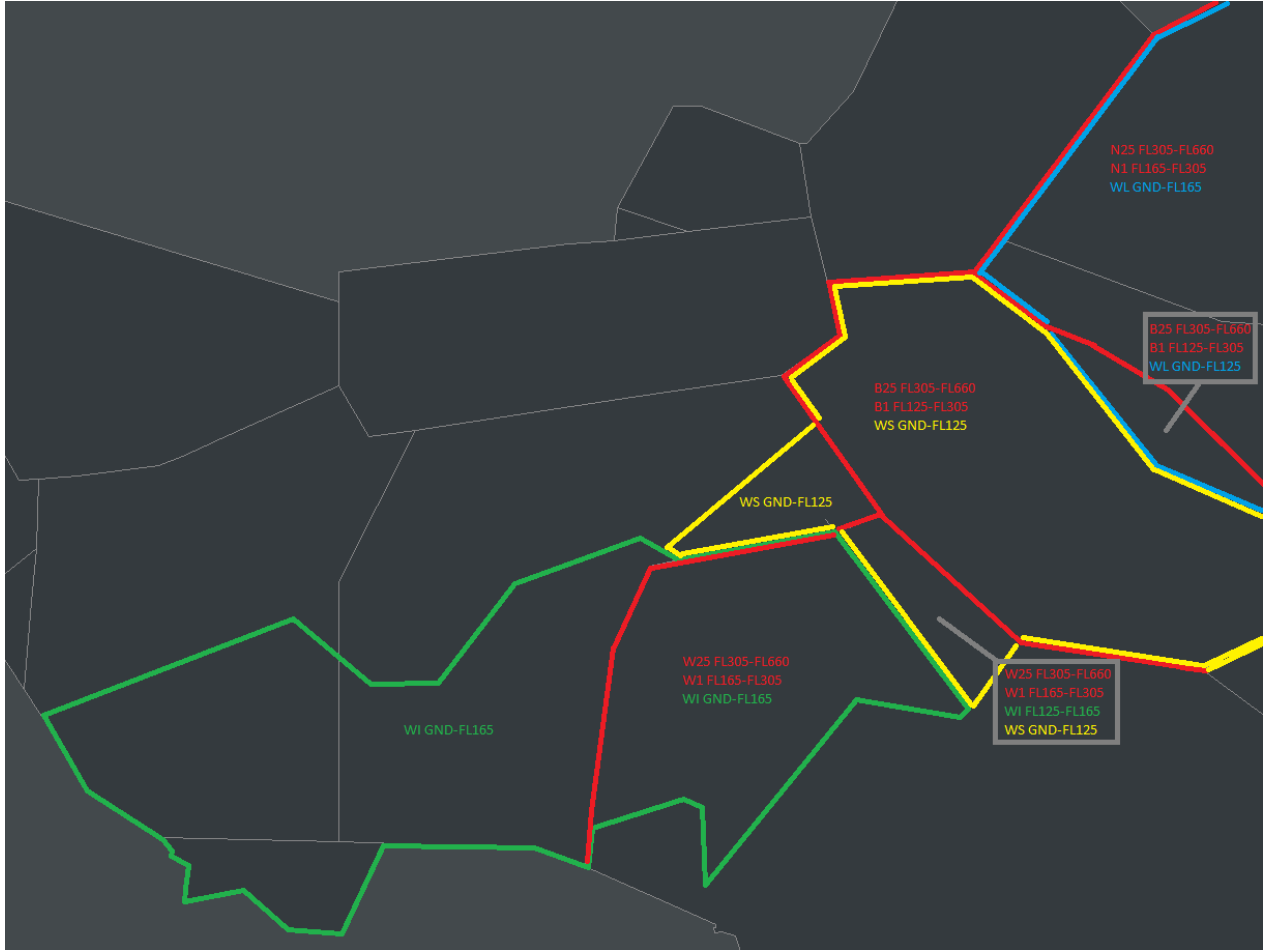 N25 FL305-FL660
N1 FL165-FL305
WL GND-FL165
B25 FL305-FL660
B1 FL125-FL305
WL GND-FL125
B25 FL305-FL660
B1 FL125-FL305
WS GND-FL125
WS GND-FL125
W25 FL305-FL660
W1 FL165-FL305
WI GND-FL165
W25 FL305-FL660
W1 FL165-FL305
WI FL125-FL165
WS GND-FL125
WI GND-FL165